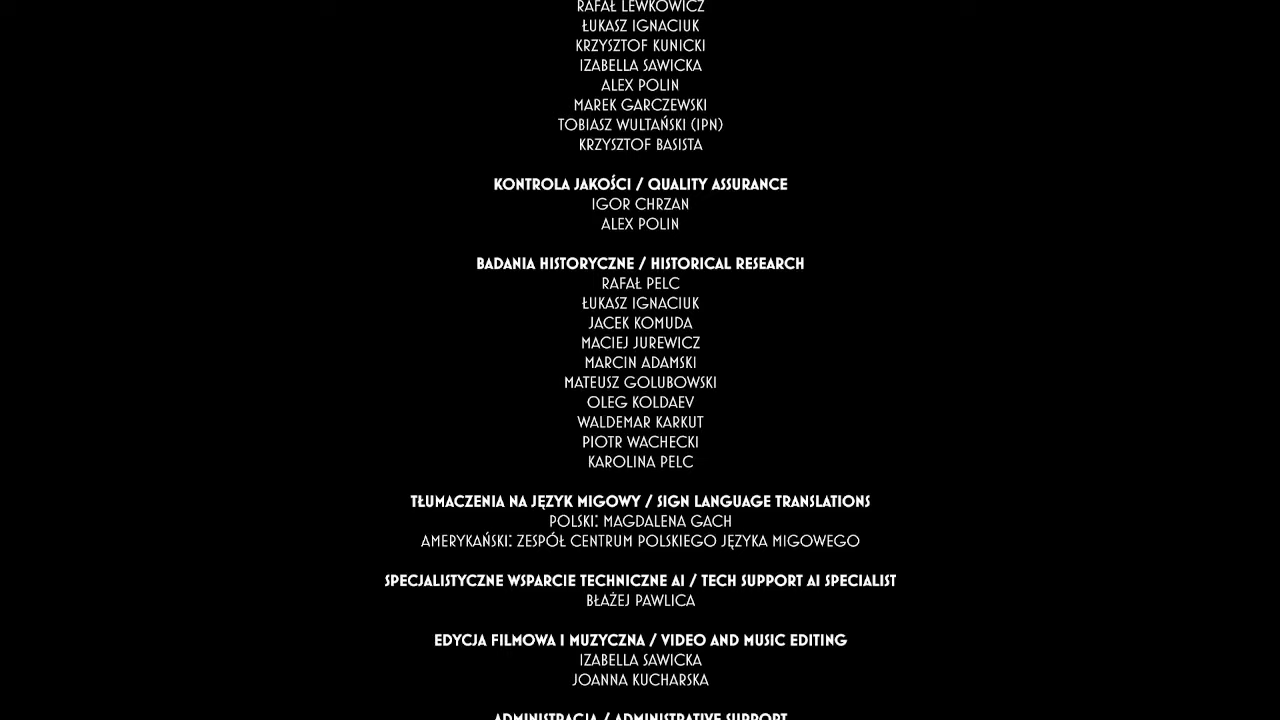 RAFAŁ LEWKOWICZ
ŁUKASZ IGNACIUK
KRZYSZTOF KUNICKI
IZABELLA SAWICKA
ALEX POLIN
MAREK GARCZEWSKI
TOBIASZ WULTAŃSKI (IPN)
KRZYSZTOF BASISTA
KONTROLA JAKOŚCI / QUALITY ASSURANCE
IGOR CHRZAN
ALEX POLIN
BADANIA HISTORYCZNE / HISTORICAL RESEARCH
RAFAŁ PELC
ŁUKASZ IGNACIUK
JACEK KOMUDA
MACIEJ JUREWICZ
MARCIN ADAMSKI
MATEUSZ GOLUBOWSKI
OLEG KOLDAEV
WALDEMAR KARKUT
PIOTR WACHECKI
KAROLINA PELC
TŁUMACZENIA NA JĘZYK MIGOWY / SIGN LANGUAGE TRANSLATIONS
POLSKI: MAGDALENA GACH
AMERYKAŃSKI: ZESPÓŁ CENTRUM POLSKIEGO JĘZYKA MIGOWEGO
SPECJALISTYCZNE WSPARCIE TECHNICZNE AI / TECH SUPPORT AI SPECIALIST
BŁAŻEJ PAWLICA
EDYCJA FILMOWA I MUZYCZNA / VIDEO AND MUSIC EDITING
IZABELLA SAWICKA
JOANNA KUCHARSKA
ADMINISTRACJA / ADMINISTRATIVE SUPPORT